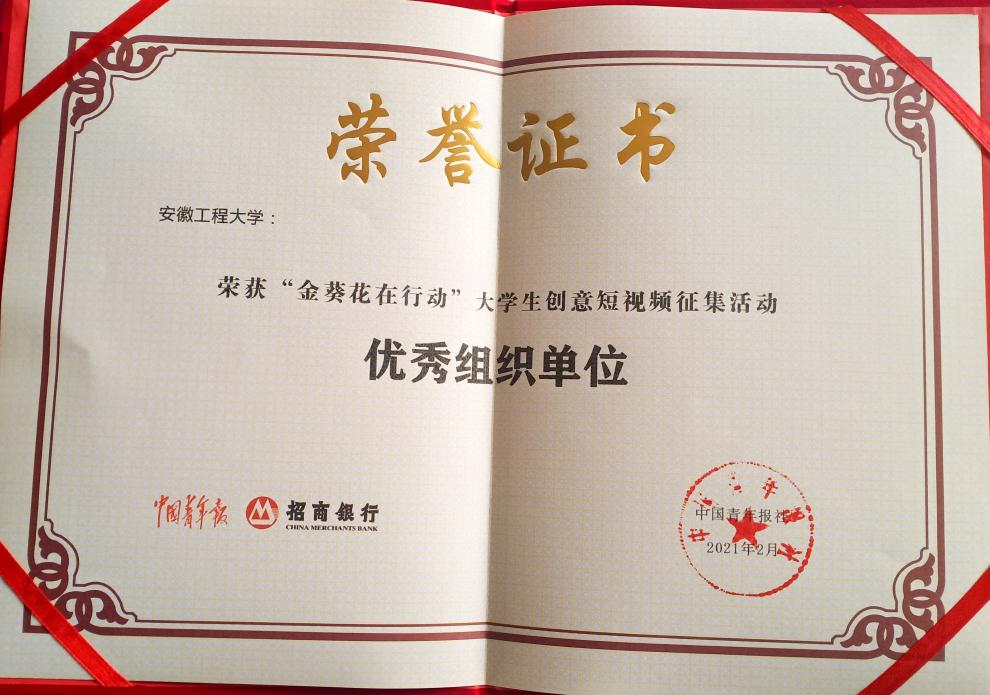 荣誉证书
安徽工程大学：
荣获“金葵花在行动”大学生创意短视频征集活动
优秀组织单位
中国青年报
招商银行
CHINA MERCHANTS BANK
中国青年报社
2021年2月